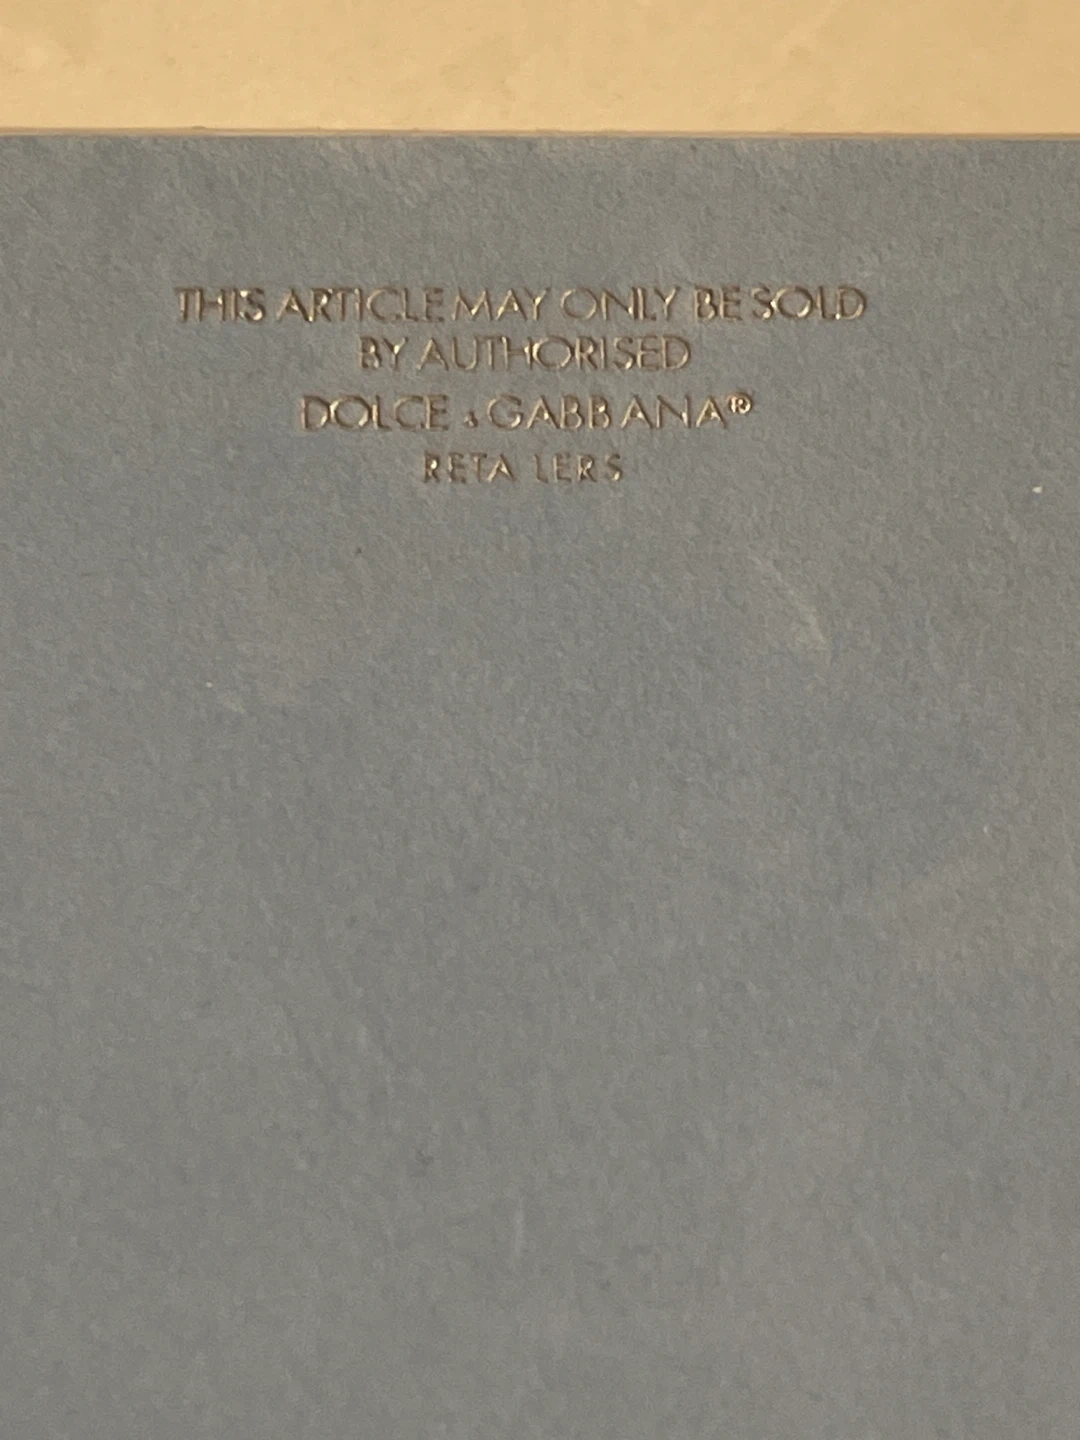 THIS ARTICLE MAY ONLY BE SOLD
BY AUTHORISED
DOLCE & GABBANA®
RETA LERS